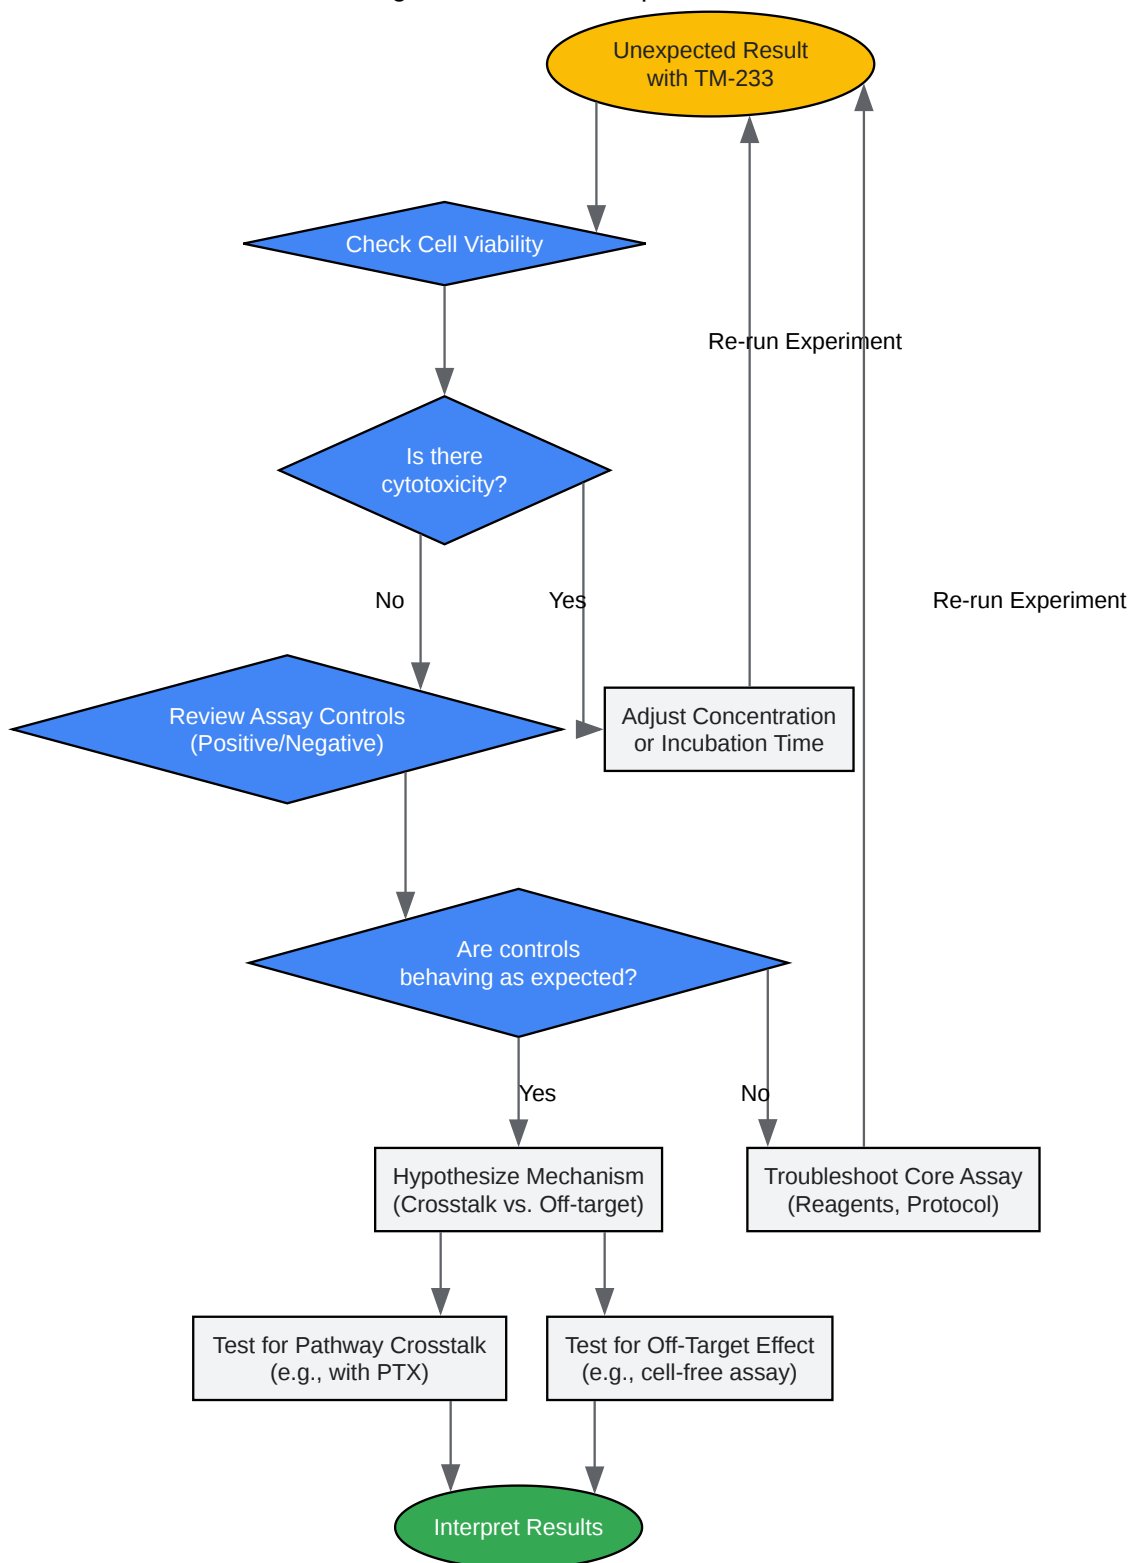 Unexpected Result
with TM-233
Check Cell Viability
Re-run Experiment
Is there
cytotoxicity?
No
Yes
Re-run Experiment
Review Assay Controls
(Positive/Negative)
Adjust Concentration
or Incubation Time
Are controls
behaving as expected?
Yes
No
Hypothesize Mechanism
(Crosstalk vs. Off-target)
Troubleshoot Core Assay
(Reagents, Protocol)
Test for Pathway Crosstalk
(e.g., with PTX)
Test for Off-Target Effect
(e.g., cell-free assay)
Interpret Results